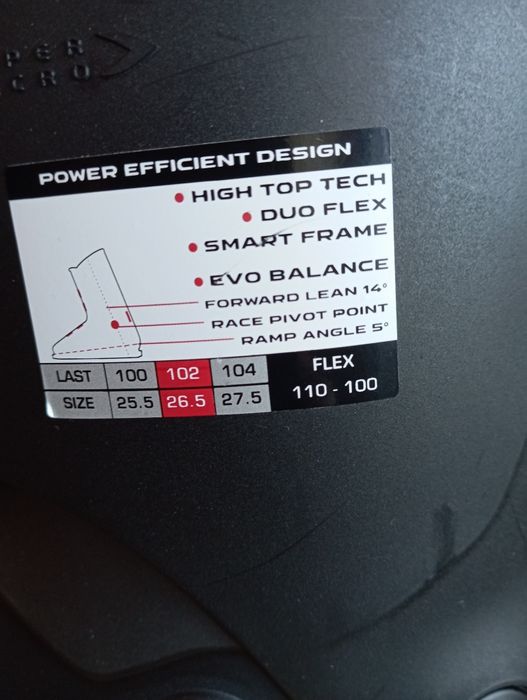 POWER EFFICIENT DESIGN
• HIGH TOP TECH
• DUO FLEX
• SMART FRAME
• EVO BALANCE
FORWARD LEAN 14°
RACE PIVOT POINT
RAMP ANGLE 5°
LAST 100 102 104
SIZE 25.5 26.5 27.5
FLEX
110 - 100